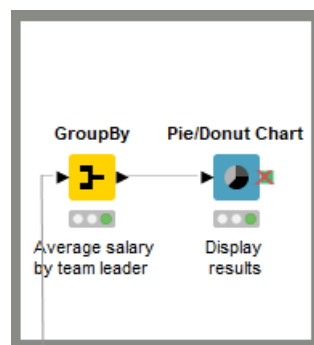 GroupBy
Pie/Donut Chart
Average salary
by team leader
Display
results